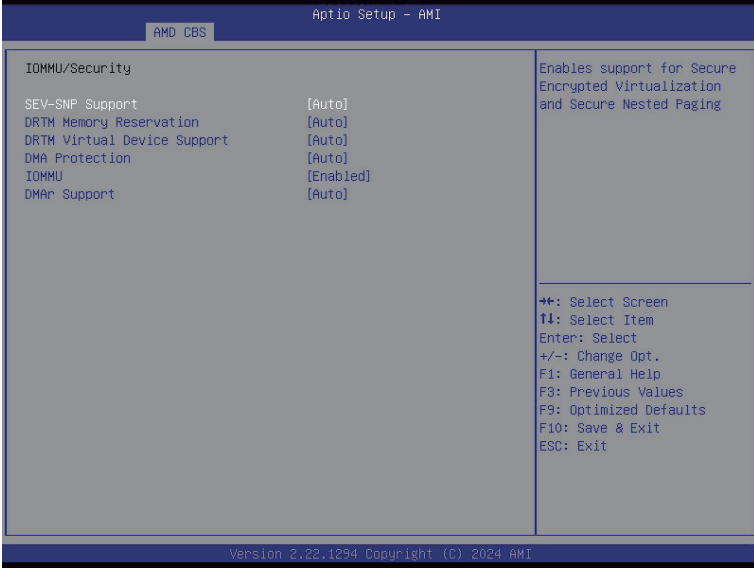 Aptio Setup – AMI
AMD CBS
IOMMU/Security
SEV-SNP Support [Auto]
DRTM Memory Reservation [Auto]
DRTM Virtual Device Support [Auto]
DMA Protection [Auto]
IOMMU [Enabled]
DMAr Support [Auto]
Enables support for Secure
Encrypted Virtualization
and Secure Nested Paging
→←: Select Screen
↑↓: Select Item
Enter: Select
+/-: Change Opt.
F1: General Help
F3: Previous Values
F9: Optimized Defaults
F10: Save & Exit
ESC: Exit
Version 2.22.1294 Copyright (C) 2024 AMI